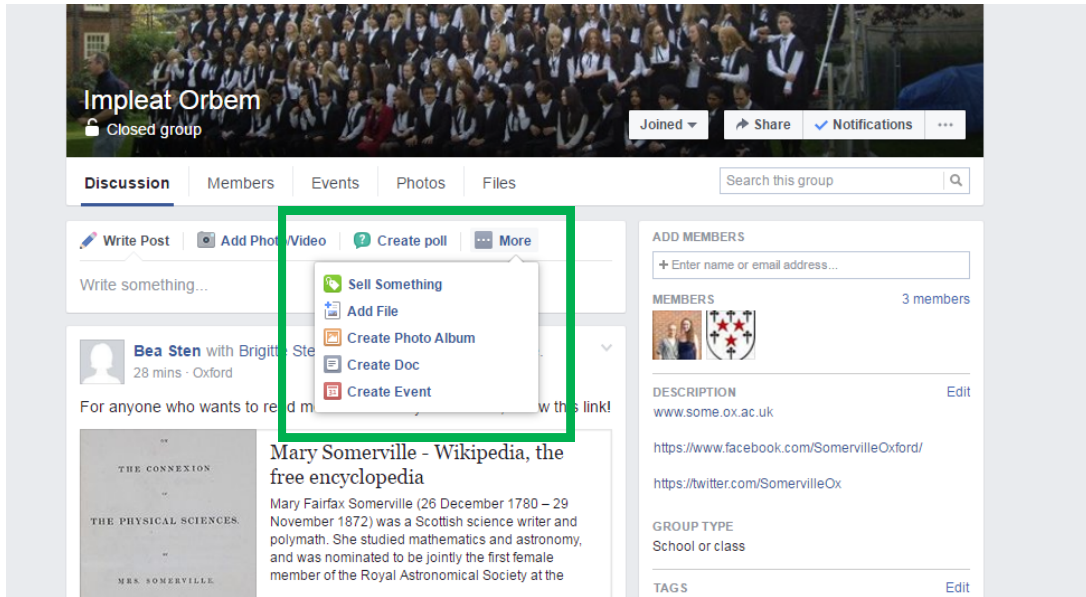 Impleat Orbem
Closed group
Joined
Share
Notifications
Discussion
Members
Events
Photos
Files
Search this group
Write Post
Add Photo/Video
Create poll
More
Write something...
Sell Something
Add File
Create Photo Album
Create Doc
Create Event
Bea Sten with Brigitte Ste
28 mins · Oxford
For anyone who wants to re d m w this link!
THE CONNEXION
OF
THE PHYSICAL SCIENCES.
MRS. SOMERVILLE.
Mary Somerville - Wikipedia, the
free encyclopedia
Mary Fairfax Somerville (26 December 1780 – 29
November 1872) was a Scottish science writer and
polymath. She studied mathematics and astronomy,
and was nominated to be jointly the first female
member of the Royal Astronomical Society at the
ADD MEMBERS
+ Enter name or email address...
MEMBERS
3 members
DESCRIPTION
Edit
www.some.ox.ac.uk
https://www.facebook.com/SomervilleOxford/
https://twitter.com/SomervilleOx
GROUP TYPE
School or class
TAGS
Edit